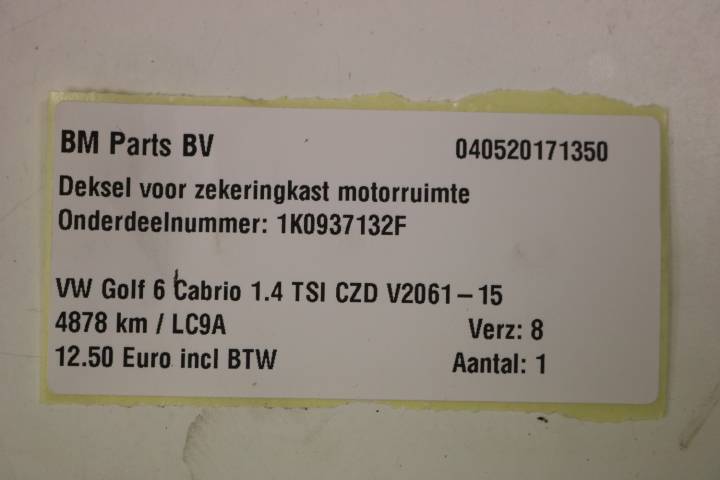 BM Parts BV 040520171350
Deksel voor zekeringkast motorruimte
Onderdeelnummer: 1K0937132F
VW Golf 6 Cabrio 1.4 TSI CZD V2061-15
4878 km / LC9A Verz: 8
12.50 Euro incl BTW Aantal: 1